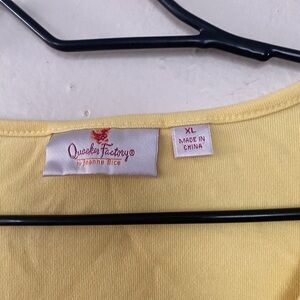 Quacker Factory®
by Jeanne Bice
XL
MADE IN
CHINA